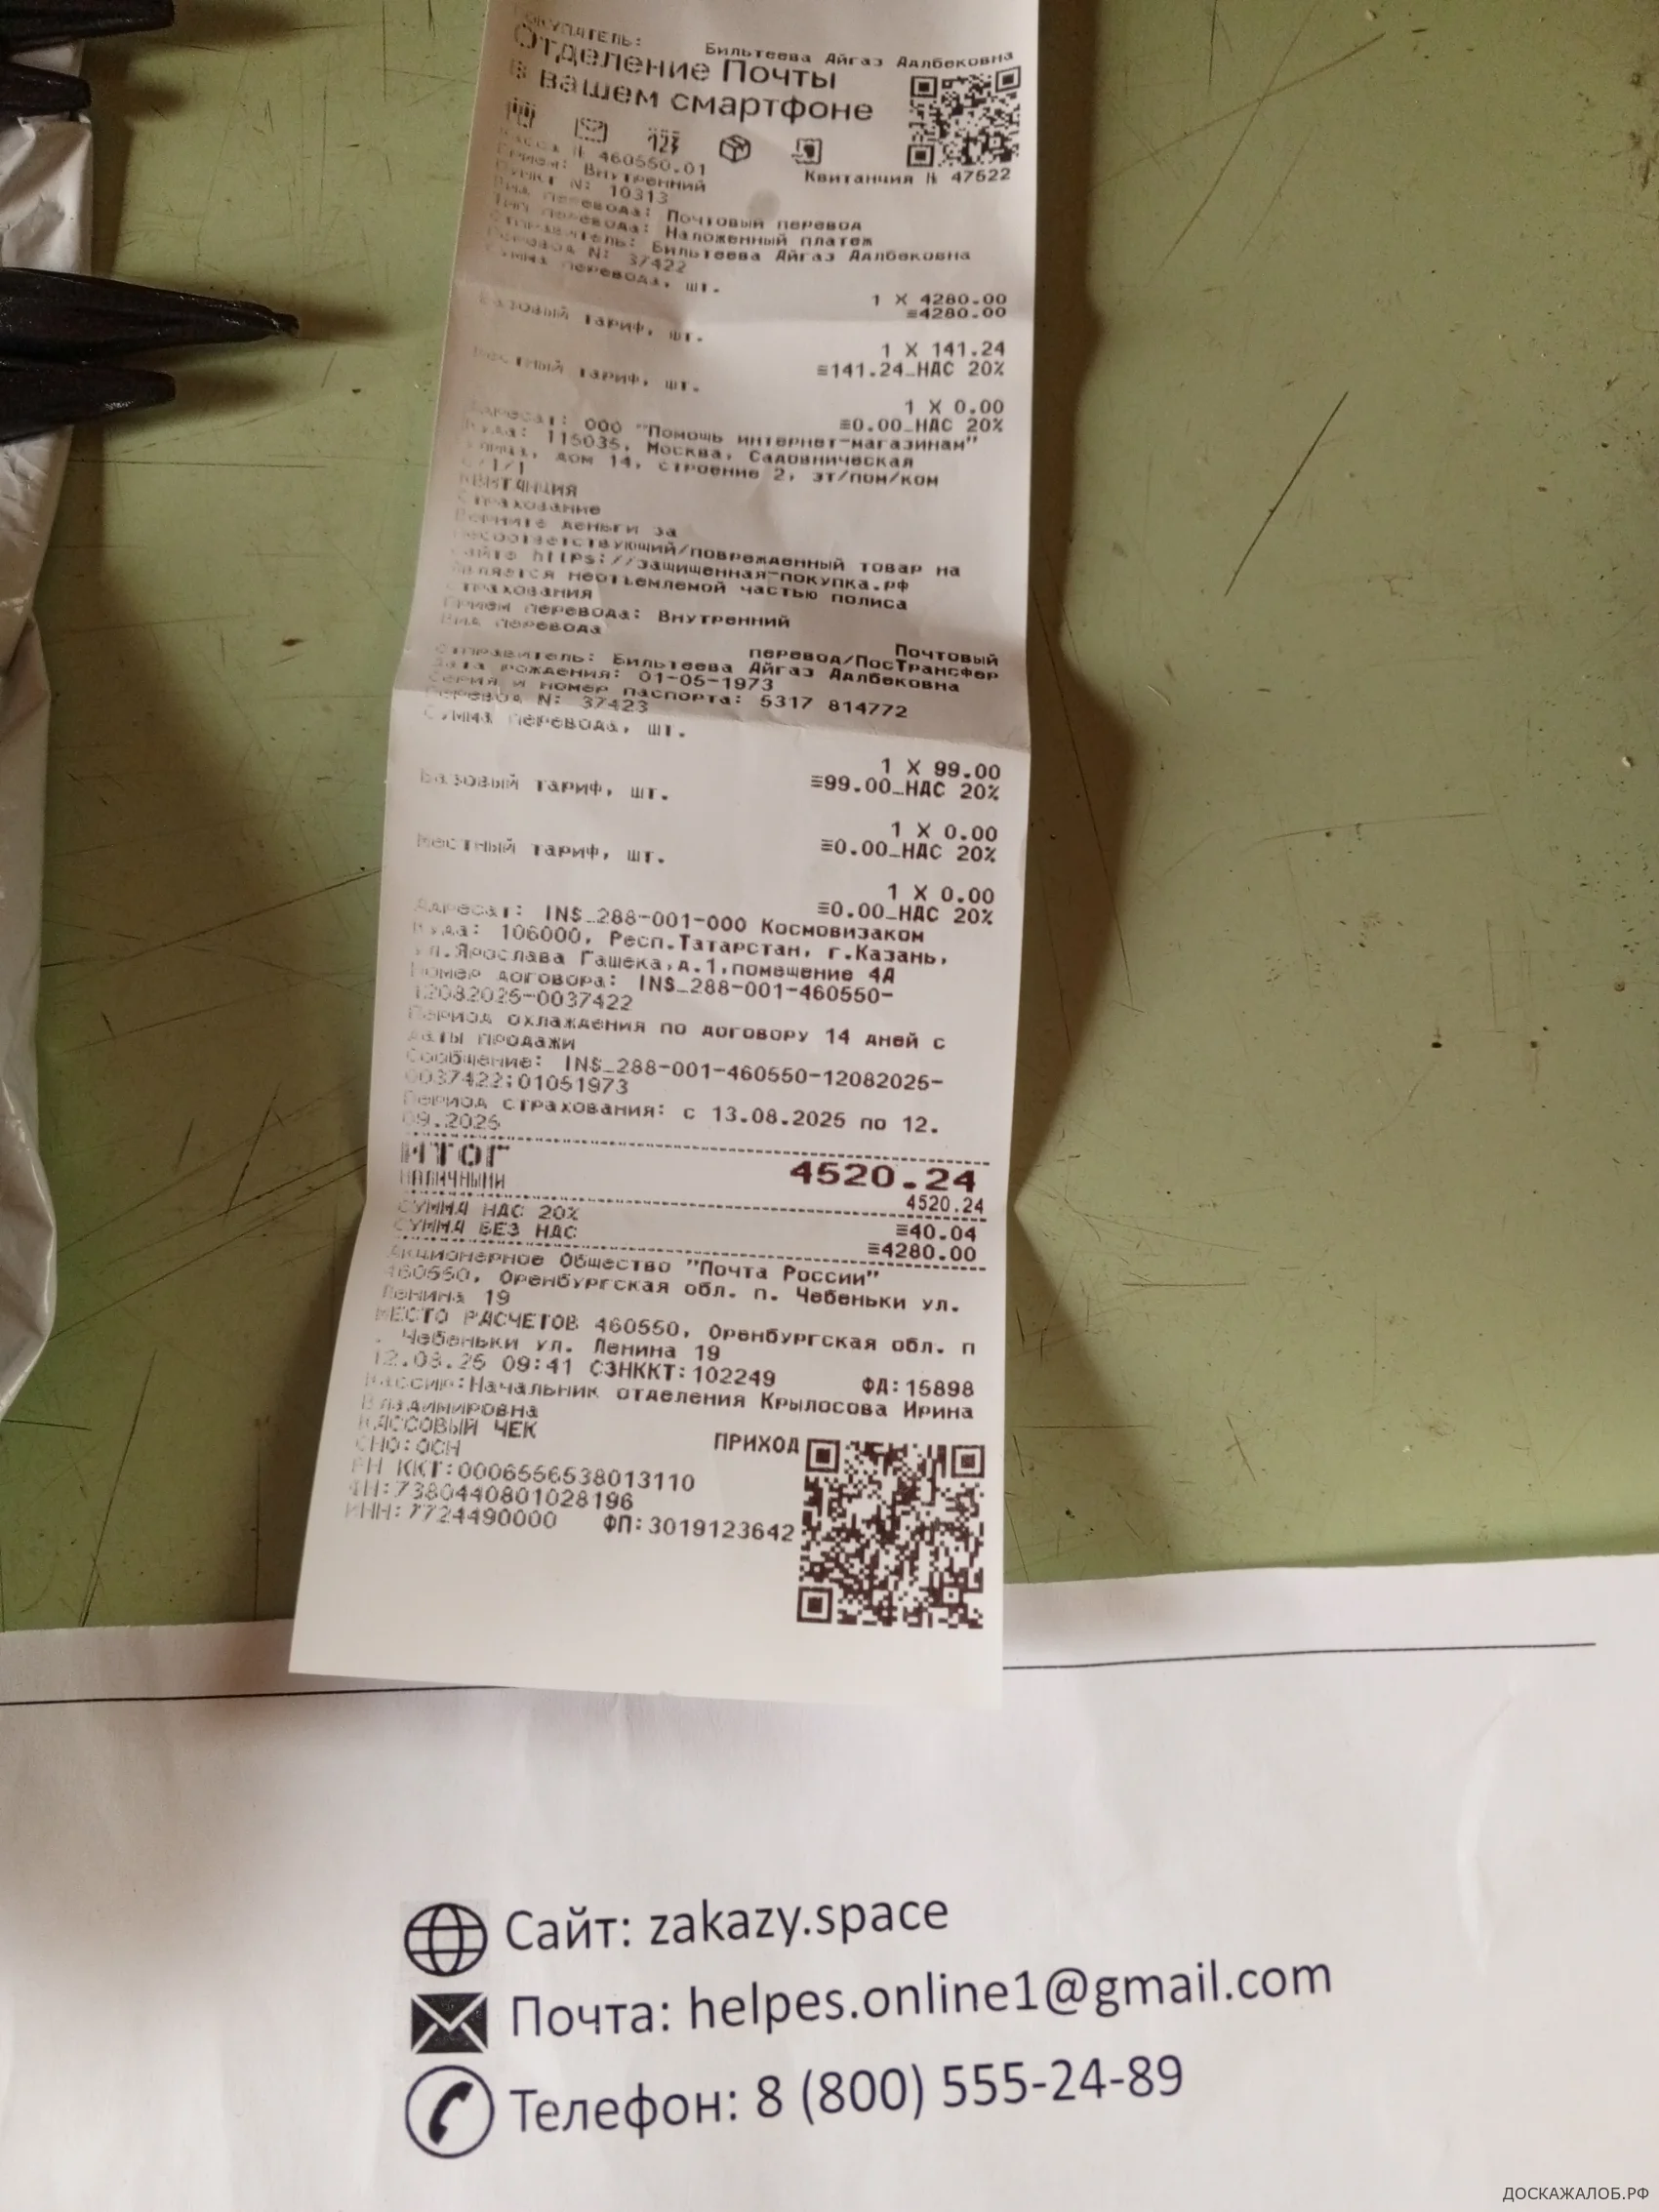 ПОКУПАТЕЛЬ: Бильтеева Айгаз Аалбековна
Отделение Почты
в вашем смартфоне
Касса № 460550.01
Квитанция № 47622
Прием: Внутренний
Пункт N: 10313
Вид перевода: Почтовый перевод
Тип перевода: Наложенный платеж
Отправитель: Бильтеева Айгаз Аалбековна
Перевод N: 37422
Сумма перевода, шт.
1 X 4280.00
≡4280.00
Базовый тариф, шт.
1 X 141.24
≡141.24_НДС 20%
Местный тариф, шт.
1 X 0.00
≡0.00_НДС 20%
Адресат: ООО "Помощь интернет-магазинам"
Куда: 115035, Москва, Садовническая
улица, дом 14, строение 2, эт/пом/ком
КВИТАНЦИЯ
Страхование
Верните деньги за
несоответствующий/поврежденный товар на
сайте https://защищенная-покупка.рф
Является неотъемлемой частью полиса
страхования
Прием перевода: Внутренний
Вид перевода
Почтовый
перевод/ПосТрансфер
Отправитель: Бильтеева Айгаз Аалбековна
Дата рождения: 01-05-1973
Серия и номер паспорта: 5317 814772
Перевод N: 37423
Сумма перевода, шт.
1 X 99.00
≡99.00_НДС 20%
Базовый тариф, шт.
1 X 0.00
≡0.00_НДС 20%
Местный тариф, шт.
1 X 0.00
≡0.00_НДС 20%
Адресат: INS_288-001-000 Космовизаком
Куда: 106000, Респ.Татарстан, г.Казань,
ул.Ярослава Гашека,д.1,помещение 4А
Номер договора: INS_288-001-460550-
12082025-0037422
Период охлаждения по договору 14 дней с
даты продажи
Сообщение: INS_288-001-460550-12082025-
0037422;01051973
Период страхования: с 13.08.2025 по 12.
09.2025
ИТОГ 4520.24
НАЛИЧНЫМИ 4520.24
СУММА НДС 20% ≡40.04
СУММА БЕЗ НДС ≡4280.00
Акционерное Общество "Почта России"
460550, Оренбургская обл. п. Чебеньки ул.
Ленина 19
МЕСТО РАСЧЕТОВ 460550, Оренбургская обл. п
. Чебеньки ул. Ленина 19
12.08.25 09:41 СЗНККТ:102249 ФД:15898
Кассир:Начальник отделения Крылосова Ирина
Владимировна
КАССОВЫЙ ЧЕК ПРИХОД
СНО:ОСН
РН ККТ:0006556538013110
ФН:7380440801028196
ИНН:7724490000 ФП:3019123642
Сайт: zakazy.space
Почта: helpes.online1@gmail.com
Телефон: 8 (800) 555-24-89
ДОСКАЖАЛОБ.РФ